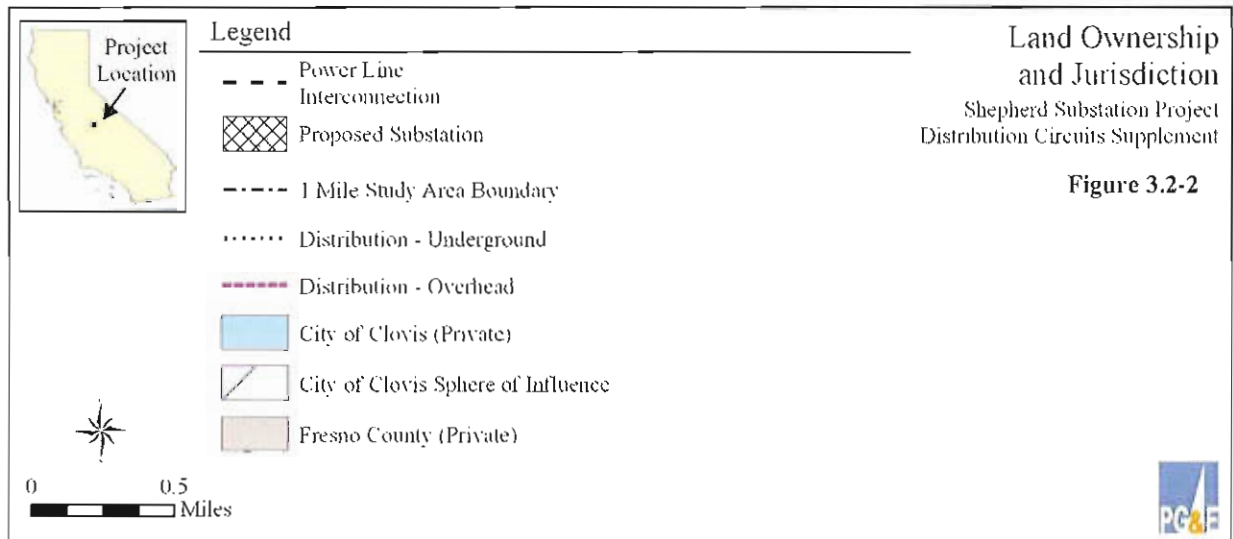 Project
Location
Legend
Power Line
Interconnection
Proposed Substation
1 Mile Study Area Boundary
Distribution - Underground
Distribution - Overhead
City of Clovis (Private)
City of Clovis Sphere of Influence
Fresno County (Private)
0 0.5
Miles
Land Ownership
and Jurisdiction
Shepherd Substation Project
Distribution Circuits Supplement
Figure 3.2-2
PG&E